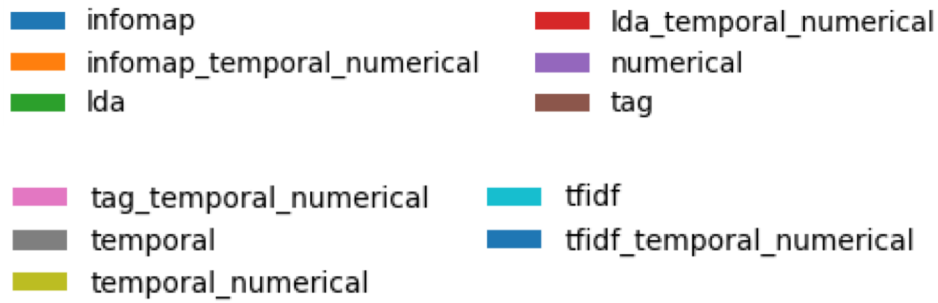 infomap
infomap_temporal_numerical
lda
lda_temporal_numerical
numerical
tag
tag_temporal_numerical
temporal
temporal_numerical
tfidf
tfidf_temporal_numerical